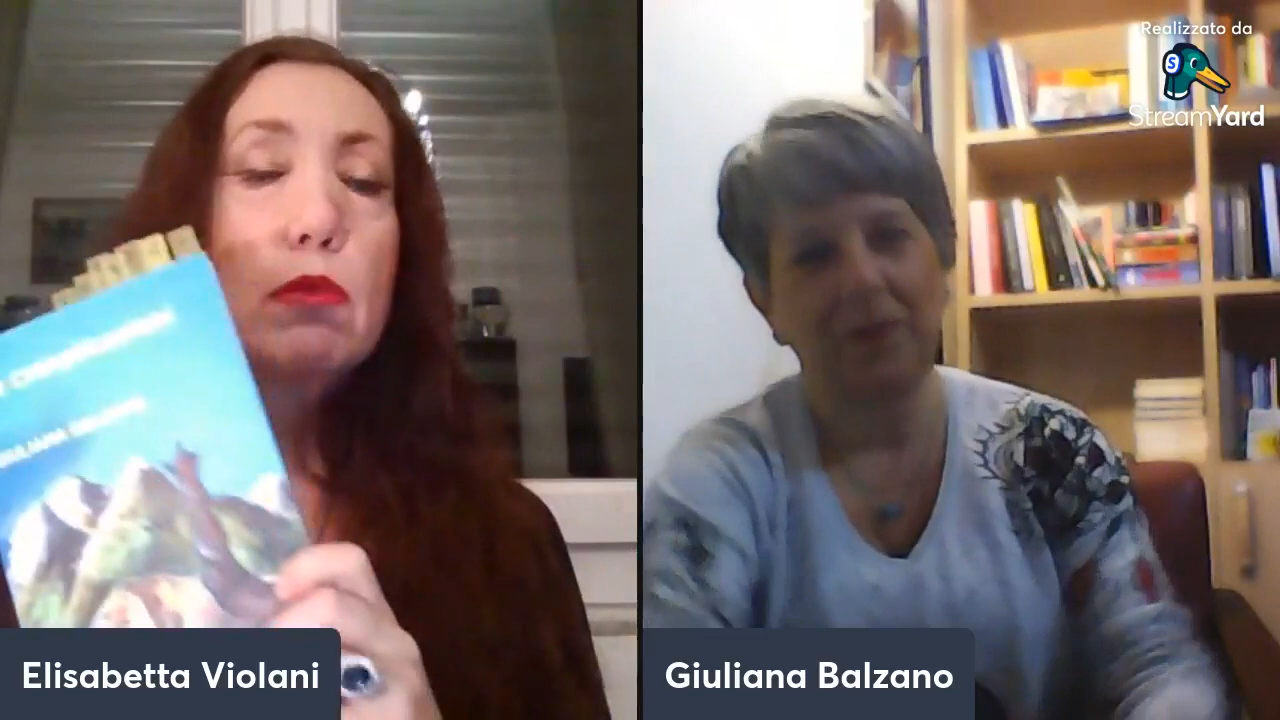 Realizzato da
StreamYard
Elisabetta Violani
Giuliana Balzano